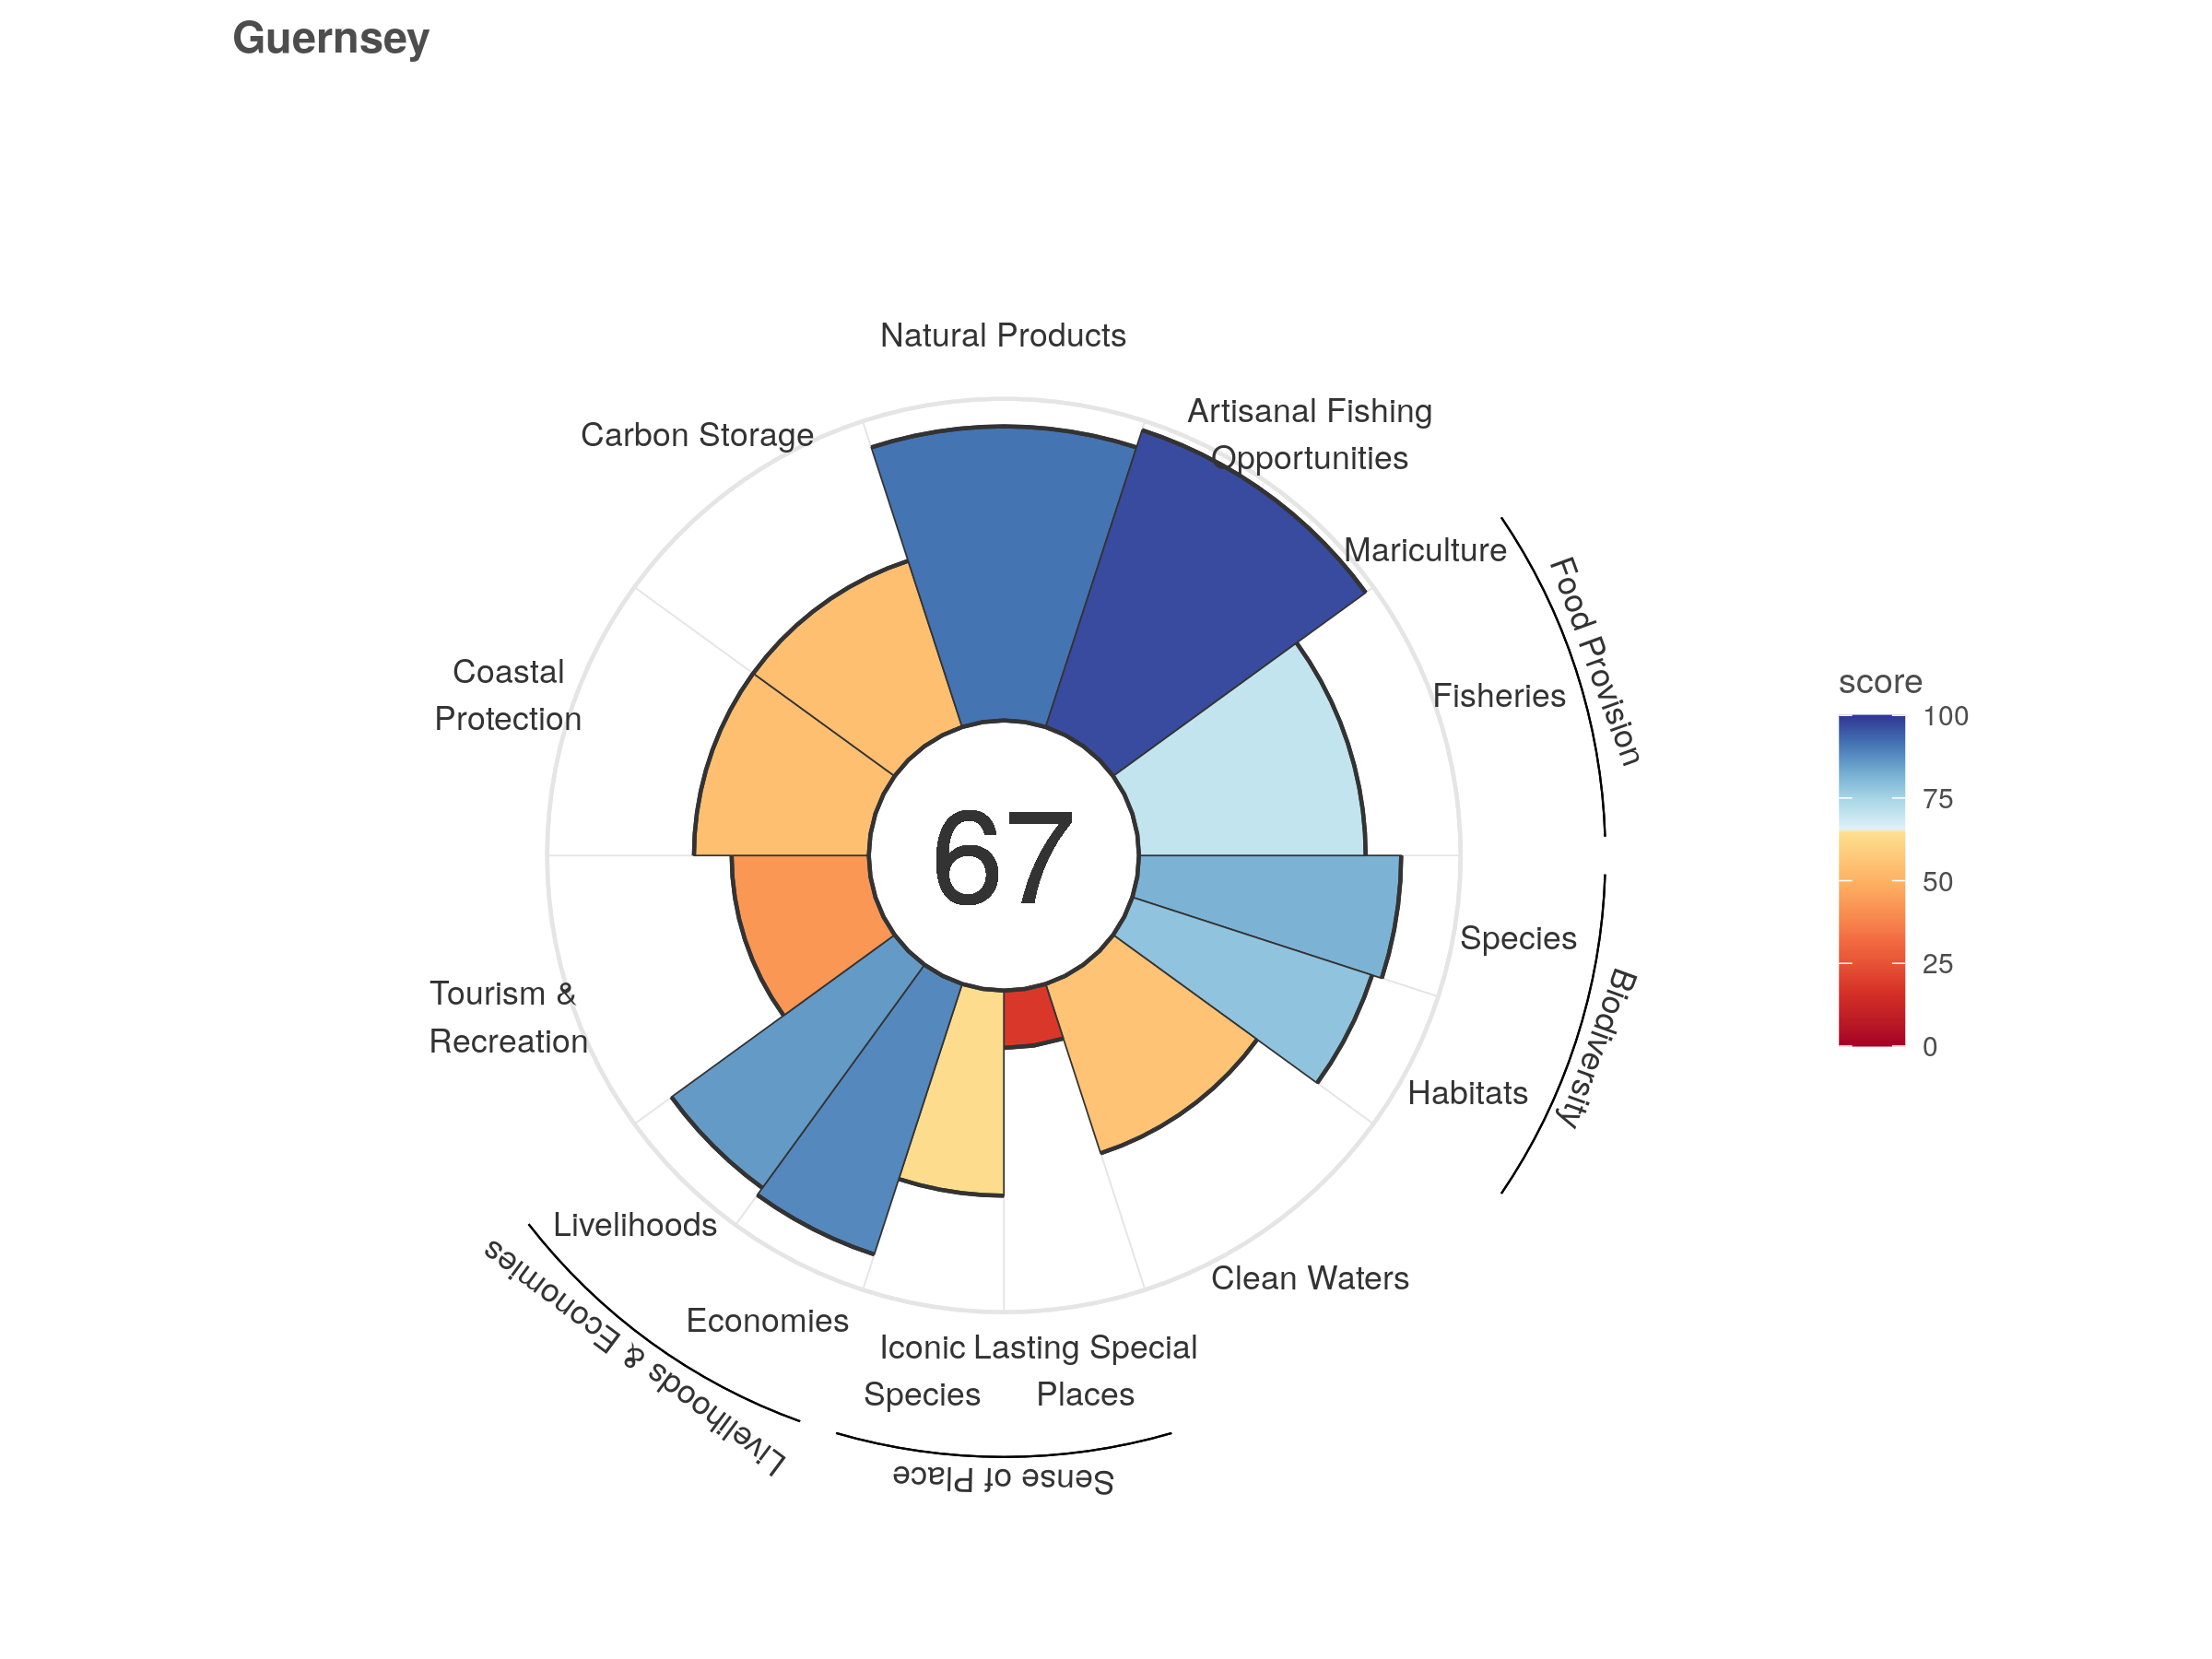 Guernsey
Natural Products
Artisanal Fishing
Opportunities
Carbon Storage
Mariculture
Food Provision
Coastal
Protection
Fisheries
score
100
75
50
25
0
67
Species
Biodiversity
Tourism &
Recreation
Habitats
Livelihoods
Clean Waters
Economies
Livelihoods & Economies
Iconic
Species
Lasting Special
Places
Sense of Place